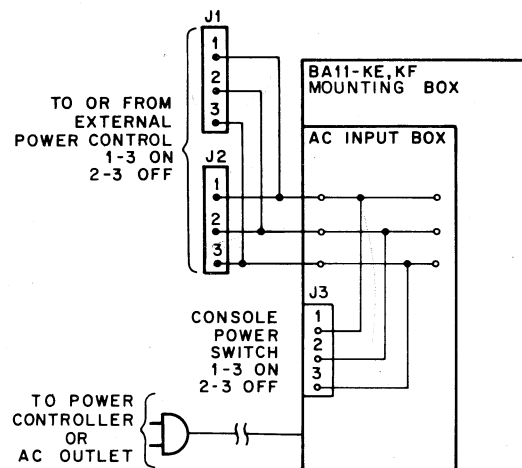 J1
1
2
3
TO OR FROM
EXTERNAL
POWER CONTROL
1-3 ON
2-3 OFF
J2
1
2
3
BA11-KE,KF
MOUNTING BOX
AC INPUT BOX
J3
1
2
3
CONSOLE
POWER
SWITCH
1-3 ON
2-3 OFF
TO POWER
CONTROLLER
OR
AC OUTLET